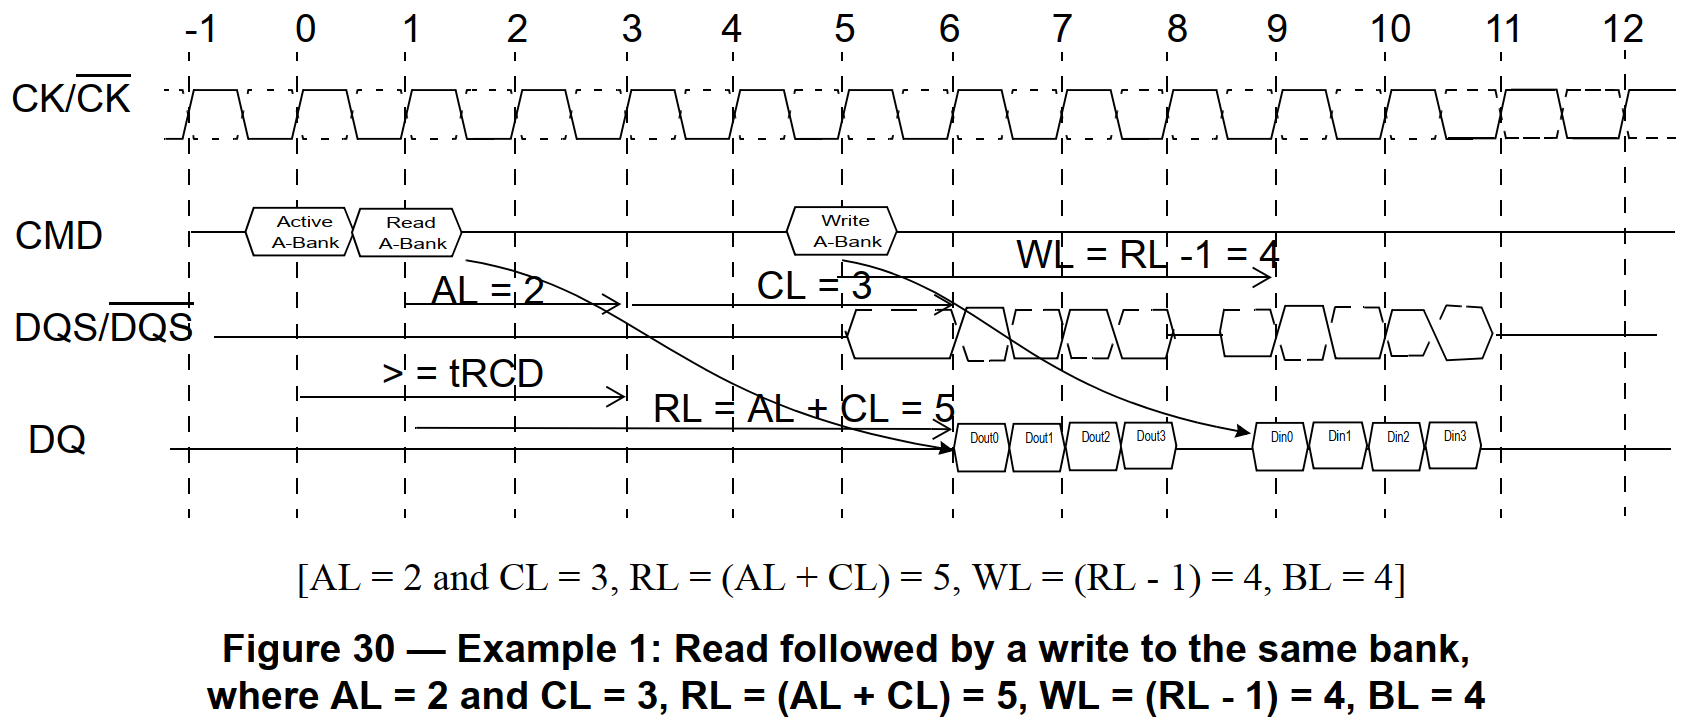 -1 0 1 2 3 4 5 6 7 8 9 10 11 12
CK/CK
CMD
Active
A-Bank
Read
A-Bank
Write
A-Bank
WL = RL -1 = 4
AL = 2
CL = 3
DQS/DQS
> = tRCD
RL = AL + CL = 5
DQ
Dout0 Dout1 Dout2 Dout3 Din0 Din1 Din2 Din3
[AL = 2 and CL = 3, RL = (AL + CL) = 5, WL = (RL - 1) = 4, BL = 4]
Figure 30 — Example 1: Read followed by a write to the same bank,
where AL = 2 and CL = 3, RL = (AL + CL) = 5, WL = (RL - 1) = 4, BL = 4